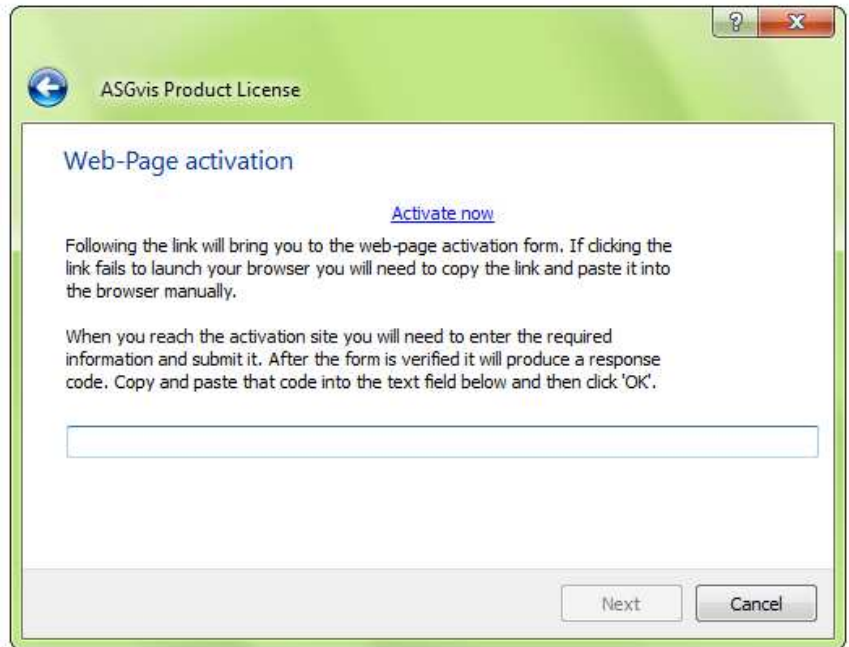 ASGvis Product License
Web-Page activation
Activate now
Following the link will bring you to the web-page activation form. If clicking the
link fails to launch your browser you will need to copy the link and paste it into
the browser manually.
When you reach the activation site you will need to enter the required
information and submit it. After the form is verified it will produce a response
code. Copy and paste that code into the text field below and then click 'OK'.
Next
Cancel